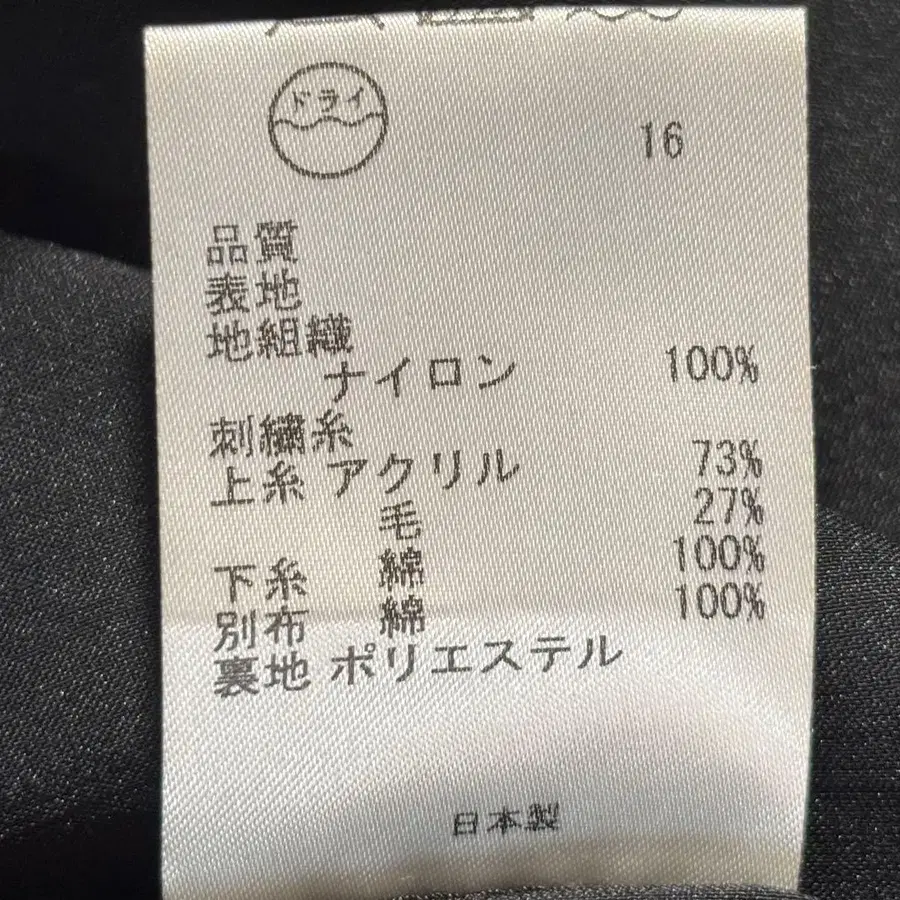 ドライ
16
品質
表地
地組織
ナイロン 100%
刺繍糸
上糸 アクリル 73%
毛 27%
下糸 綿 100%
別布 綿 100%
裏地 ポリエステル
日本製